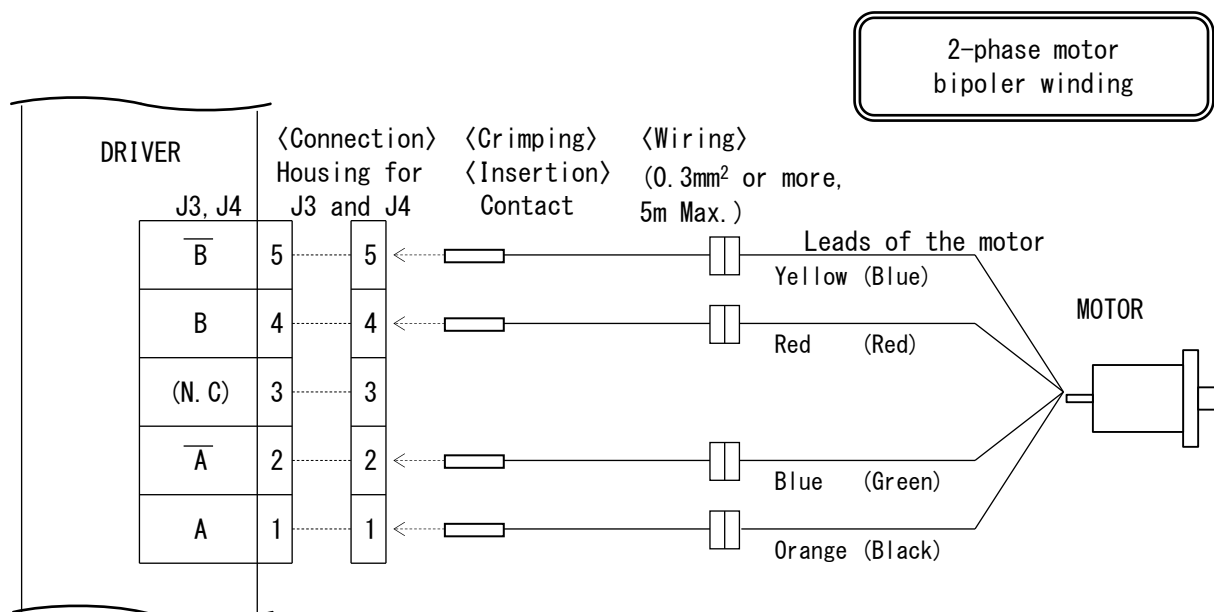 2-phase motor
bipoler winding
DRIVER
〈Connection〉 〈Crimping〉 〈Wiring〉
Housing for 〈Insertion〉 (0.3mm² or more,
J3, J4 J3 and J4 Contact 5m Max.)
Leads of the motor
B̅ 5 5 Yellow (Blue)
B 4 4 Red (Red)
MOTOR
(N.C) 3 3
A̅ 2 2 Blue (Green)
A 1 1 Orange (Black)